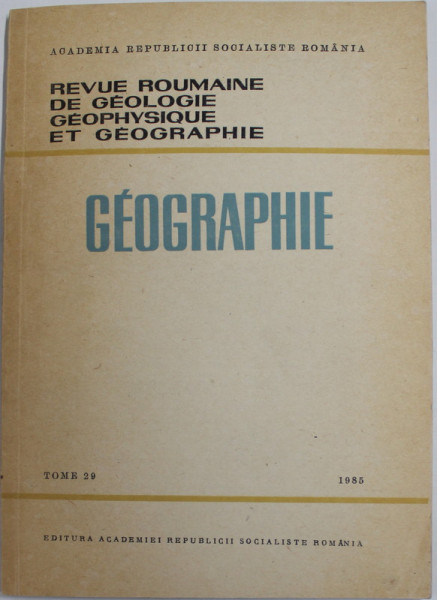 ACADEMIA REPUBLICII SOCIALISTE ROMÂNIA
REVUE ROUMAINE
DE GÉOLOGIE
GÉOPHYSIQUE
ET GÉOGRAPHIE
GÉOGRAPHIE
TOME 29 1985
EDITURA ACADEMIEI REPUBLICII SOCIALISTE ROMÂNIA